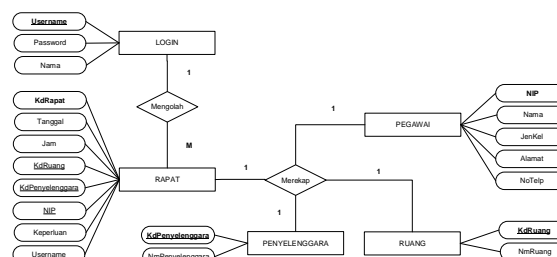 Username
LOGIN
Password
Nama
1
KdRapat
Mengolah
NIP
Tanggal
1
Nama
Jam
PEGAWAI
JenKel
M
KdRuang
Alamat
KdPenyelenggara
RAPAT
1
Merekap
1
NoTelp
NIP
1
Keperluan
KdPenyelenggara
KdRuang
PENYELENGGARA
RUANG
Username
NmPenyelenggara
NmRuang